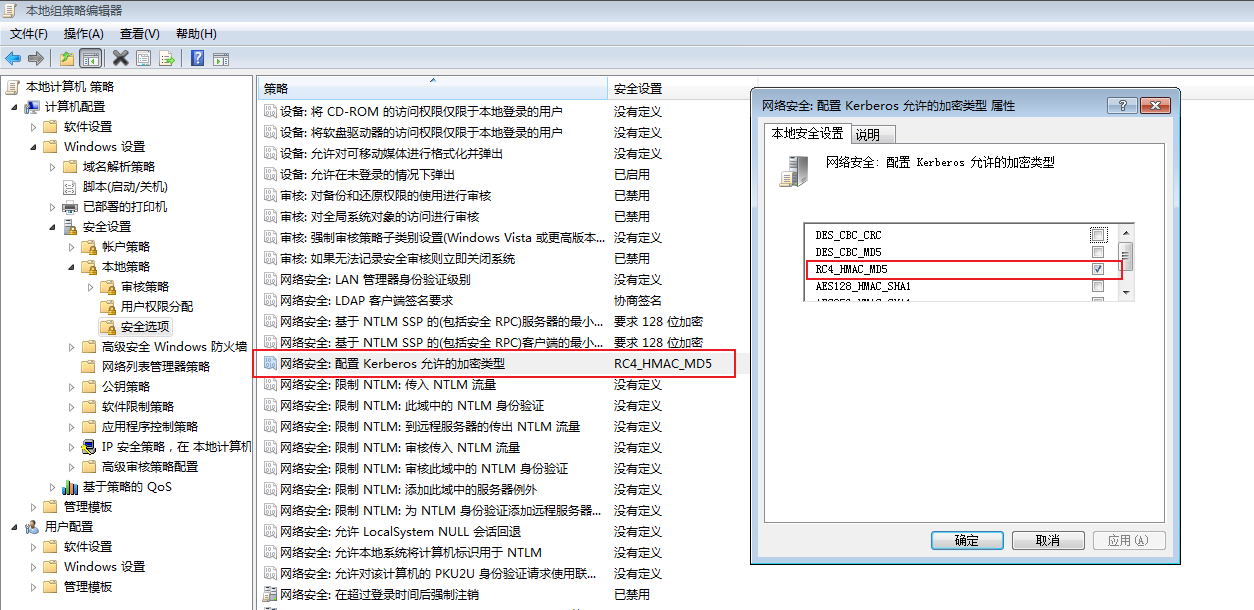 本地组策略编辑器
文件(F) 操作(A) 查看(V) 帮助(H)
本地计算机 策略
计算机配置
软件设置
Windows 设置
域名解析策略
脚本(启动/关机)
已部署的打印机
安全设置
帐户策略
本地策略
审核策略
用户权限分配
安全选项
高级安全 Windows 防火墙
网络列表管理器策略
公钥策略
软件限制策略
应用程序控制策略
IP 安全策略，在 本地计算机
高级审核策略配置
基于策略的 QoS
管理模板
用户配置
软件设置
Windows 设置
管理模板
策略 安全设置
设备: 将 CD-ROM 的访问权限仅限于本地登录的用户 没有定义
设备: 将软盘驱动器的访问权限仅限于本地登录的用户 没有定义
设备: 允许对可移动媒体进行格式化并弹出 没有定义
设备: 允许在未登录的情况下弹出 已启用
审核: 对备份和还原权限的使用进行审核 已禁用
审核: 对全局系统对象的访问进行审核 已禁用
审核: 强制审核策略子类别设置(Windows Vista 或更高版本... 没有定义
审核: 如果无法记录安全审核则立即关闭系统 已禁用
网络安全: LAN 管理器身份验证级别 没有定义
网络安全: LDAP 客户端签名要求 协商签名
网络安全: 基于 NTLM SSP 的(包括安全 RPC)服务器的最小... 要求 128 位加密
网络安全: 基于 NTLM SSP 的(包括安全 RPC)客户端的最小... 要求 128 位加密
网络安全: 配置 Kerberos 允许的加密类型 RC4_HMAC_MD5
网络安全: 限制 NTLM: 传入 NTLM 流量 没有定义
网络安全: 限制 NTLM: 此域中的 NTLM 身份验证 没有定义
网络安全: 限制 NTLM: 到远程服务器的传出 NTLM 流量 没有定义
网络安全: 限制 NTLM: 审核传入 NTLM 流量 没有定义
网络安全: 限制 NTLM: 审核此域中的 NTLM 身份验证 没有定义
网络安全: 限制 NTLM: 添加此域中的服务器例外 没有定义
网络安全: 限制 NTLM: 为 NTLM 身份验证添加远程服务器... 没有定义
网络安全: 允许 LocalSystem NULL 会话回退 没有定义
网络安全: 允许本地系统将计算机标识用于 NTLM 没有定义
网络安全: 允许对该计算机的 PKU2U 身份验证请求使用联... 没有定义
网络安全: 在超过登录时间后强制注销 已禁用
网络安全: 配置 Kerberos 允许的加密类型 属性
本地安全设置 说明
网络安全: 配置 Kerberos 允许的加密类型
DES_CBC_CRC
DES_CBC_MD5
RC4_HMAC_MD5
AES128_HMAC_SHA1
确定 取消 应用(A)